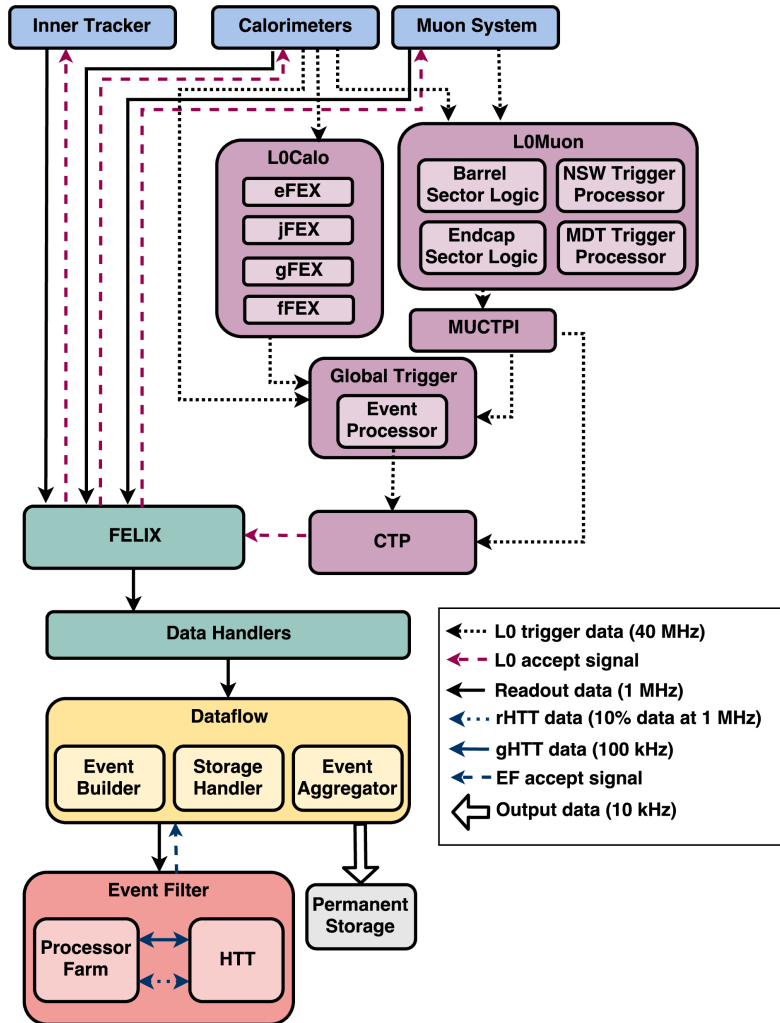 Inner Tracker
Calorimeters
Muon System
L0Calo
eFEX
jFEX
gFEX
fFEX
L0Muon
Barrel
Sector Logic
NSW Trigger
Processor
Endcap
Sector Logic
MDT Trigger
Processor
MUCTPI
Global Trigger
Event
Processor
CTP
FELIX
Data Handlers
Dataflow
Event
Builder
Storage
Handler
Event
Aggregator
Event Filter
Processor
Farm
HTT
Permanent
Storage
L0 trigger data (40 MHz)
L0 accept signal
Readout data (1 MHz)
rHTT data (10% data at 1 MHz)
gHTT data (100 kHz)
EF accept signal
Output data (10 kHz)